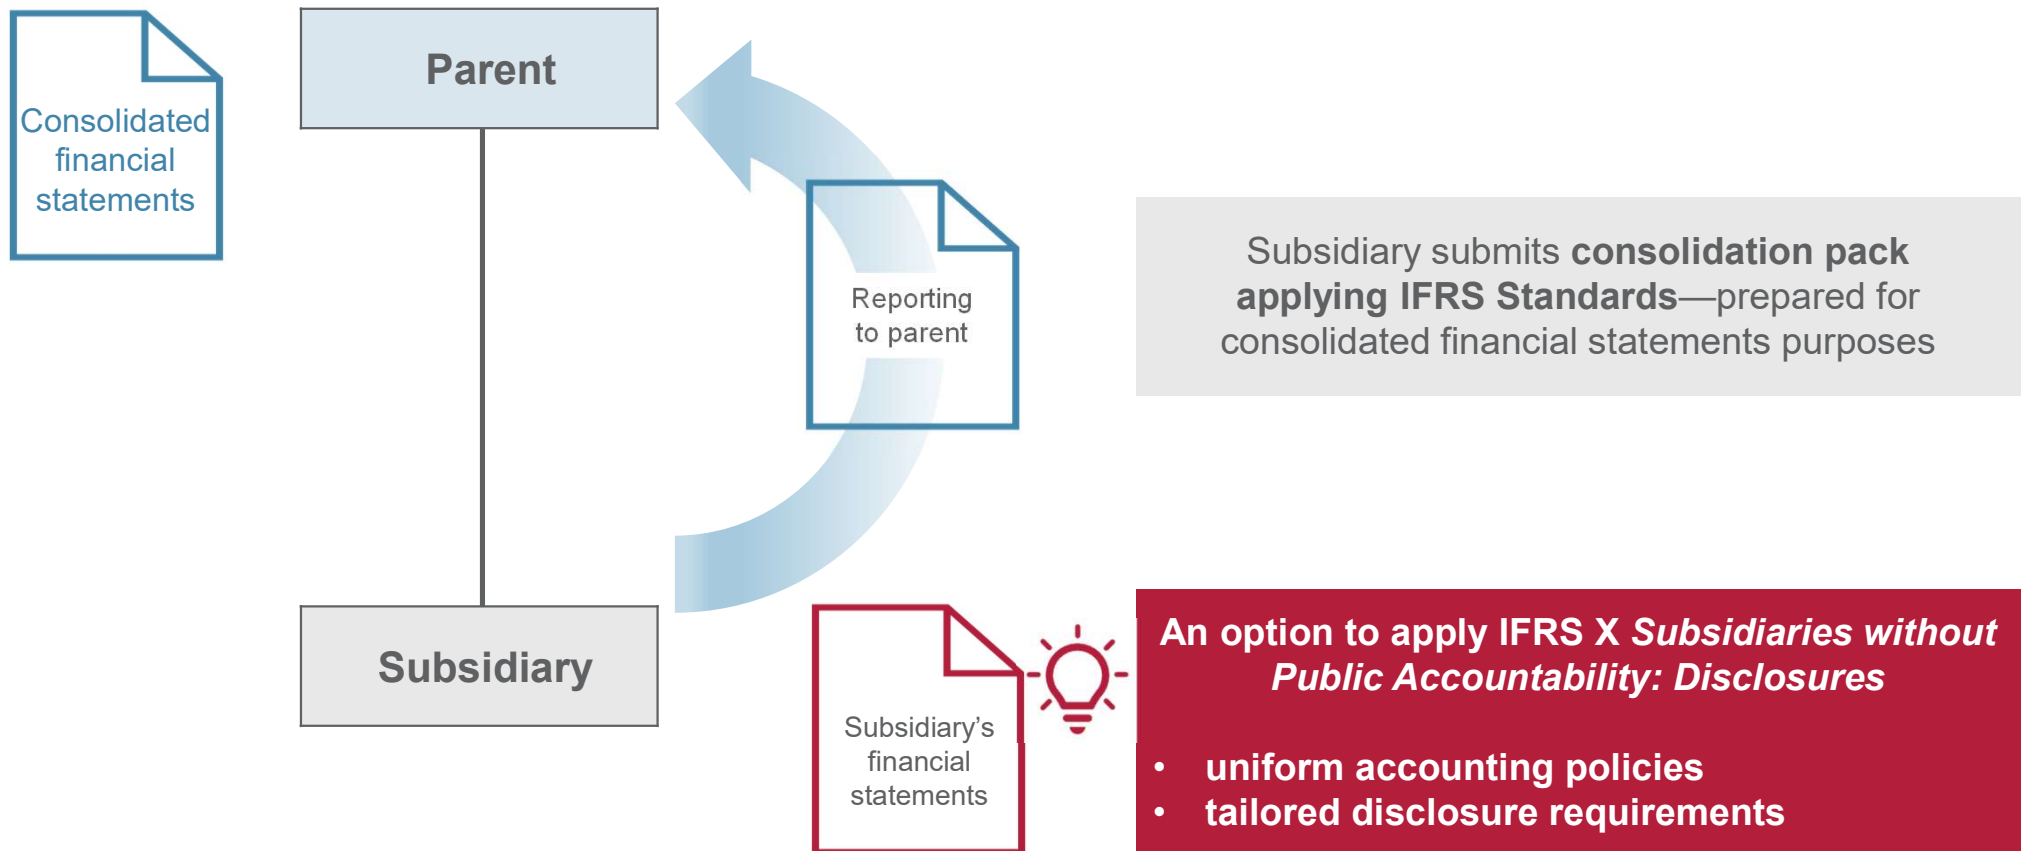 Consolidated
financial
statements
Parent
Reporting
to parent
Subsidiary submits consolidation pack
applying IFRS Standards—prepared for
consolidated financial statements purposes
Subsidiary
Subsidiary’s
financial
statements
An option to apply IFRS X Subsidiaries without
Public Accountability: Disclosures
• uniform accounting policies
• tailored disclosure requirements